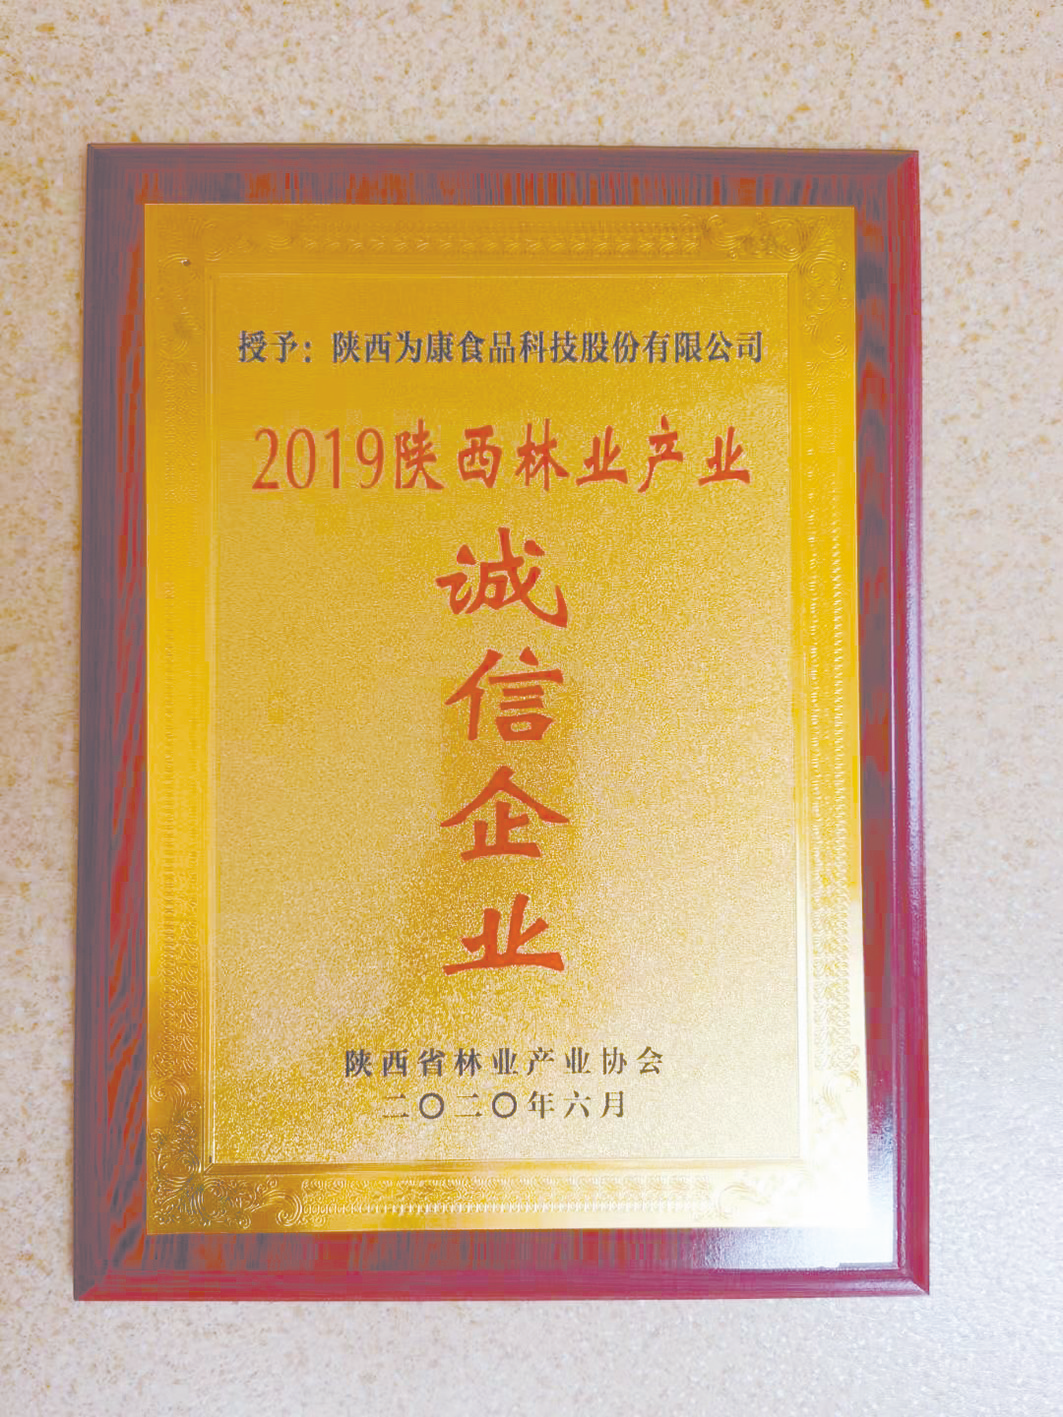 授予：陕西为康食品科技股份有限公司
2019陕西林业产业
诚
信
企
业
陕西省林业产业协会
二〇二〇年六月